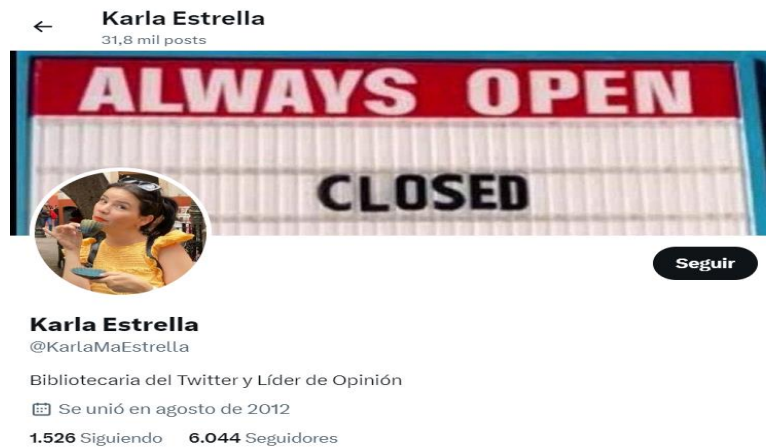 Karla Estrella
31,8 mil posts
ALWAYS OPEN
CLOSED
Seguir
Karla Estrella
@KarlaMaEstrella
Bibliotecaria del Twitter y Líder de Opinión
Se unió en agosto de 2012
1.526 Siguiendo 6.044 Seguidores